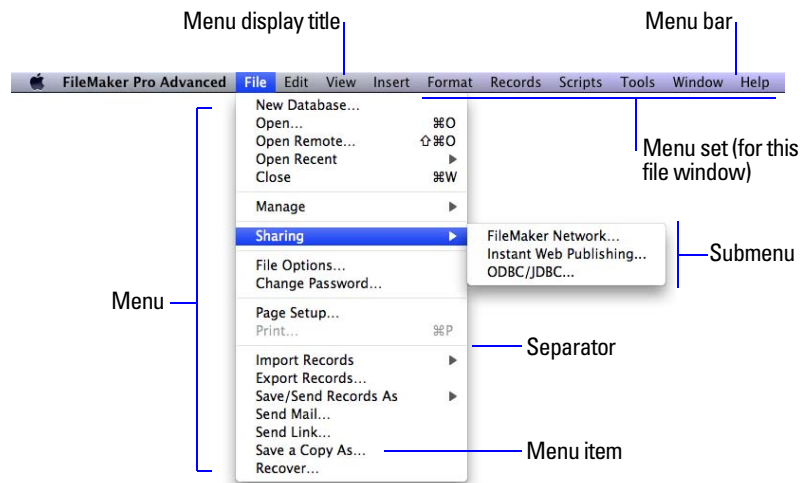 Menu display title
Menu bar
FileMaker Pro Advanced File Edit View Insert Format Records Scripts Tools Window Help
New Database...
Open... ⌘O
Open Remote... ⇧⌘O
Open Recent
Close ⌘W
Menu set (for this
file window)
Manage
Sharing
FileMaker Network...
Instant Web Publishing...
ODBC/JDBC...
Submenu
File Options...
Change Password...
Menu
Page Setup...
Print... ⌘P
Separator
Import Records
Export Records...
Save/Send Records As
Send Mail...
Send Link...
Save a Copy As...
Menu item
Recover...